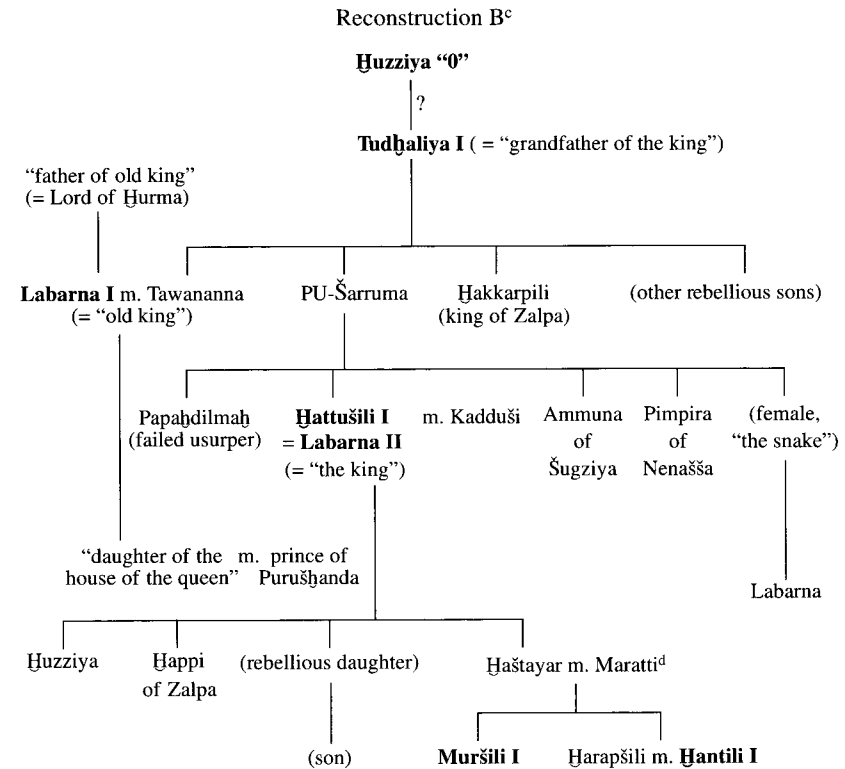 Reconstruction Bᶜ
Ḫuzziya “0”
?
Tudḫaliya I ( = “grandfather of the king”)
“father of old king”
(= Lord of Ḫurma)
Labarna I m. Tawananna
(= “old king”)
PU-Šarruma
Ḫakkarpili
(king of Zalpa)
(other rebellious sons)
Papaḫdilmaḫ
(failed usurper)
Ḫattušili I
= Labarna II
(= “the king”)
m. Kadduši
Ammuna
of
Šugziya
Pimpira
of
Nenašša
(female,
“the snake”)
“daughter of the m. prince of
house of the queen” Purušḫanda
Labarna
Ḫuzziya
Ḫappi
of Zalpa
(rebellious daughter)
Ḫaštayar m. Marattiᵈ
(son)
Muršili I
Ḫarapšili m. Ḫantili I